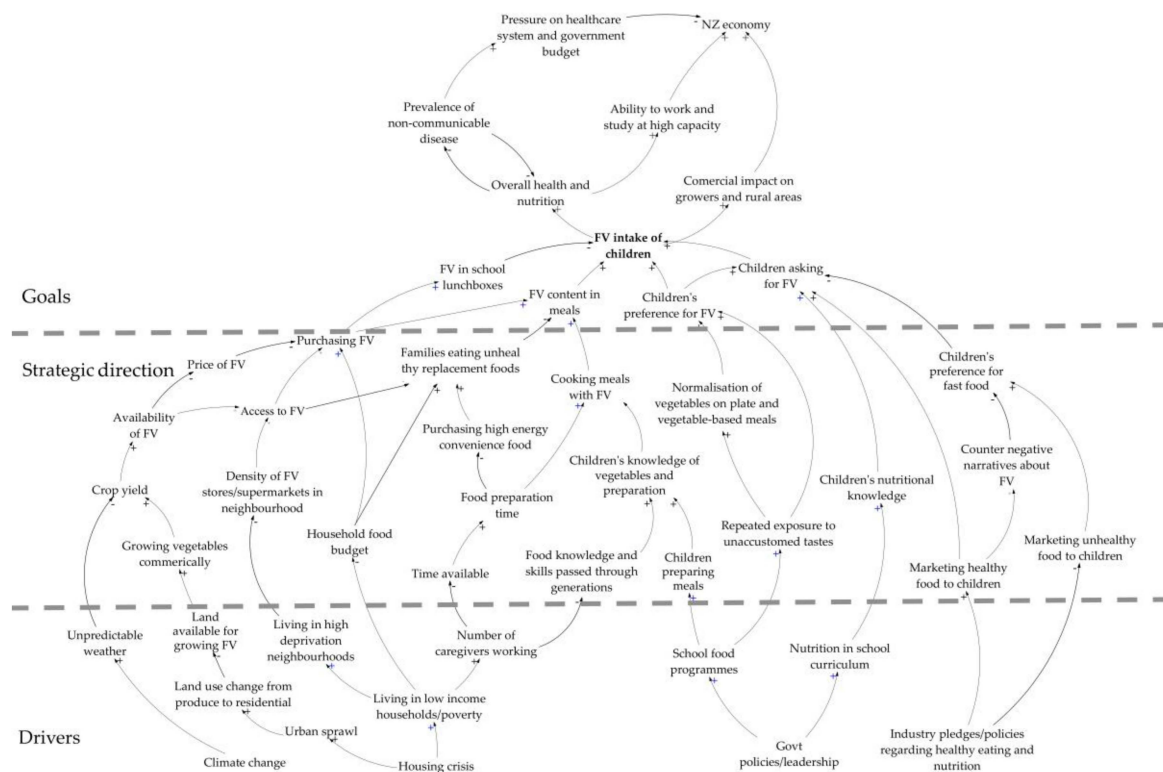 Pressure on healthcare
system and government
budget
NZ economy
Prevalence of
non-communicable
disease
Ability to work and
study at high capacity
Overall health and
nutrition
Comercial impact on
growers and rural areas
FV intake of
children
FV in school
lunchboxes
Children asking
for FV
Goals
FV content in
meals
Children's
preference for FV
Purchasing FV
Strategic direction
Price of FV
Families eating unheal
thy replacement foods
Children's
preference for
fast food
Cooking meals
with FV
Normalisation of
vegetables on plate and
vegetable-based meals
Availability
of FV
Access to FV
Purchasing high energy
convenience food
Counter negative
narratives about
FV
Crop yield
Density of FV
stores/supermarkets in
neighbourhood
Children's knowledge of
vegetables and
preparation
Children's nutritional
knowledge
Food preparation
time
Household food
budget
Repeated exposure to
unaccustomed tastes
Growing vegetables
commerically
Marketing unhealthy
food to children
Time available
Food knowledge and
skills passed through
generations
Children
preparing
meals
Marketing healthy
food to children
Unpredictable
weather
Land
available for
growing FV
Living in high
deprivation
neighbourhoods
Number of
caregivers working
School food
programmes
Nutrition in school
curriculum
Land use change from
produce to residential
Living in low income
households/poverty
Drivers
Urban sprawl
Climate change
Housing crisis
Govt
policies/leadership
Industry pledges/policies
regarding healthy eating and
nutrition